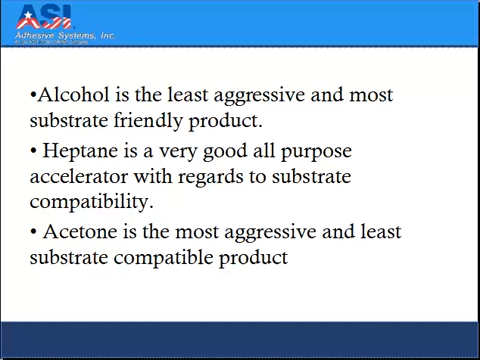 ASI
Adhesive Systems, Inc.
•Alcohol is the least aggressive and most
substrate friendly product.
• Heptane is a very good all purpose
accelerator with regards to substrate
compatibility.
• Acetone is the most aggressive and least
substrate compatible product